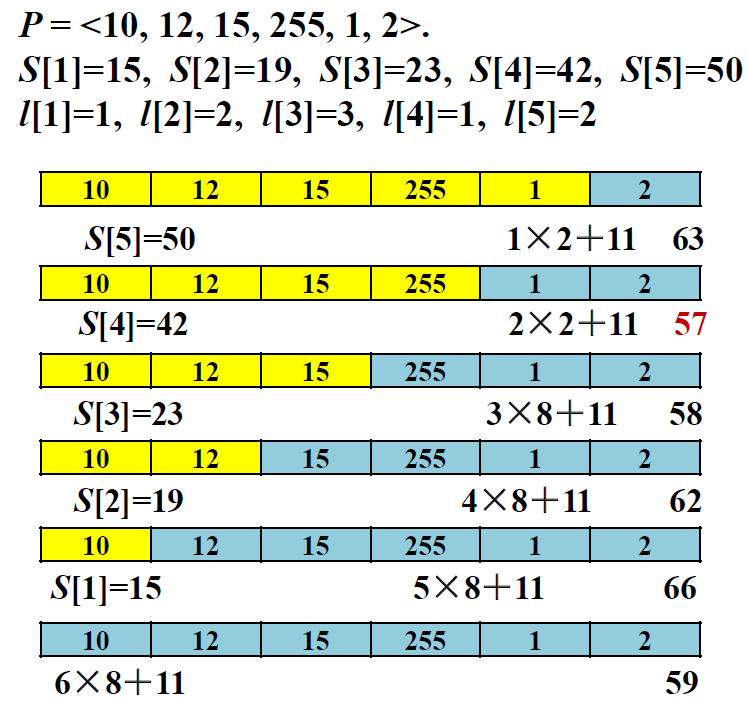 P = <10, 12, 15, 255, 1, 2>.
S[1]=15, S[2]=19, S[3]=23, S[4]=42, S[5]=50
l[1]=1, l[2]=2, l[3]=3, l[4]=1, l[5]=2
10 12 15 255 1 2
S[5]=50 1×2+11 63
10 12 15 255 1 2
S[4]=42 2×2+11 57
10 12 15 255 1 2
S[3]=23 3×8+11 58
10 12 15 255 1 2
S[2]=19 4×8+11 62
10 12 15 255 1 2
S[1]=15 5×8+11 66
10 12 15 255 1 2
6×8+11 59